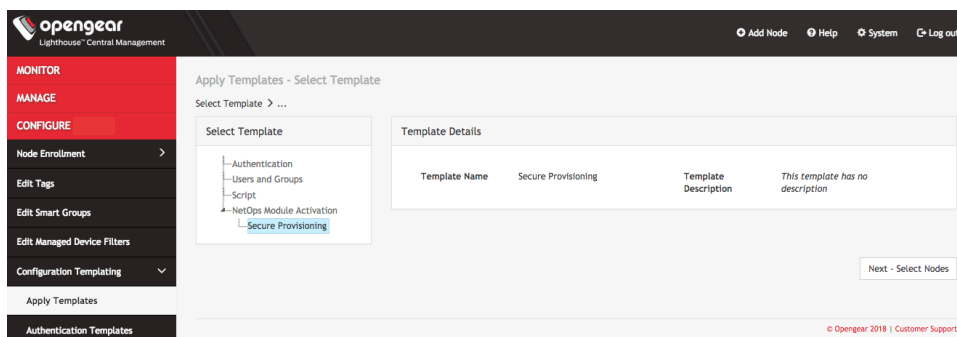 opengear
Lighthouse™ Central Management
Add Node Help System Log out
MONITOR
MANAGE
CONFIGURE
Node Enrollment
Edit Tags
Edit Smart Groups
Edit Managed Device Filters
Configuration Templating
Apply Templates
Authentication Templates
Apply Templates - Select Template
Select Template > ...
Select Template
Authentication
Users and Groups
Script
NetOps Module Activation
Secure Provisioning
Template Details
Template Name Secure Provisioning Template Description This template has no description
Next - Select Nodes
© Opengear 2018 | Customer Support